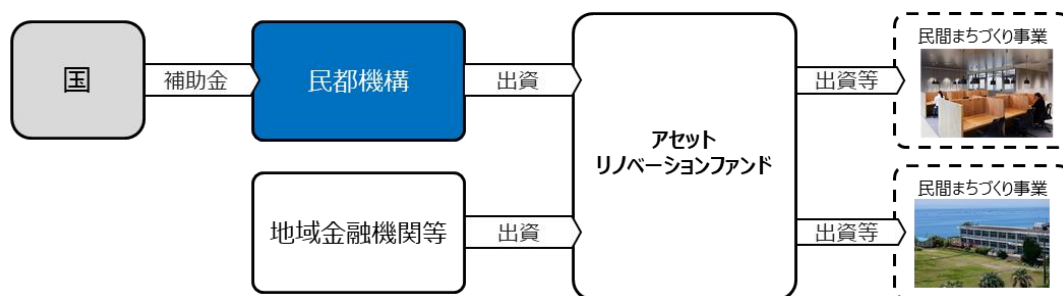 国
補助金
民都機構
出資
地域金融機関等
出資
アセット
リノベーションファンド
出資等
民間まちづくり事業
出資等
民間まちづくり事業